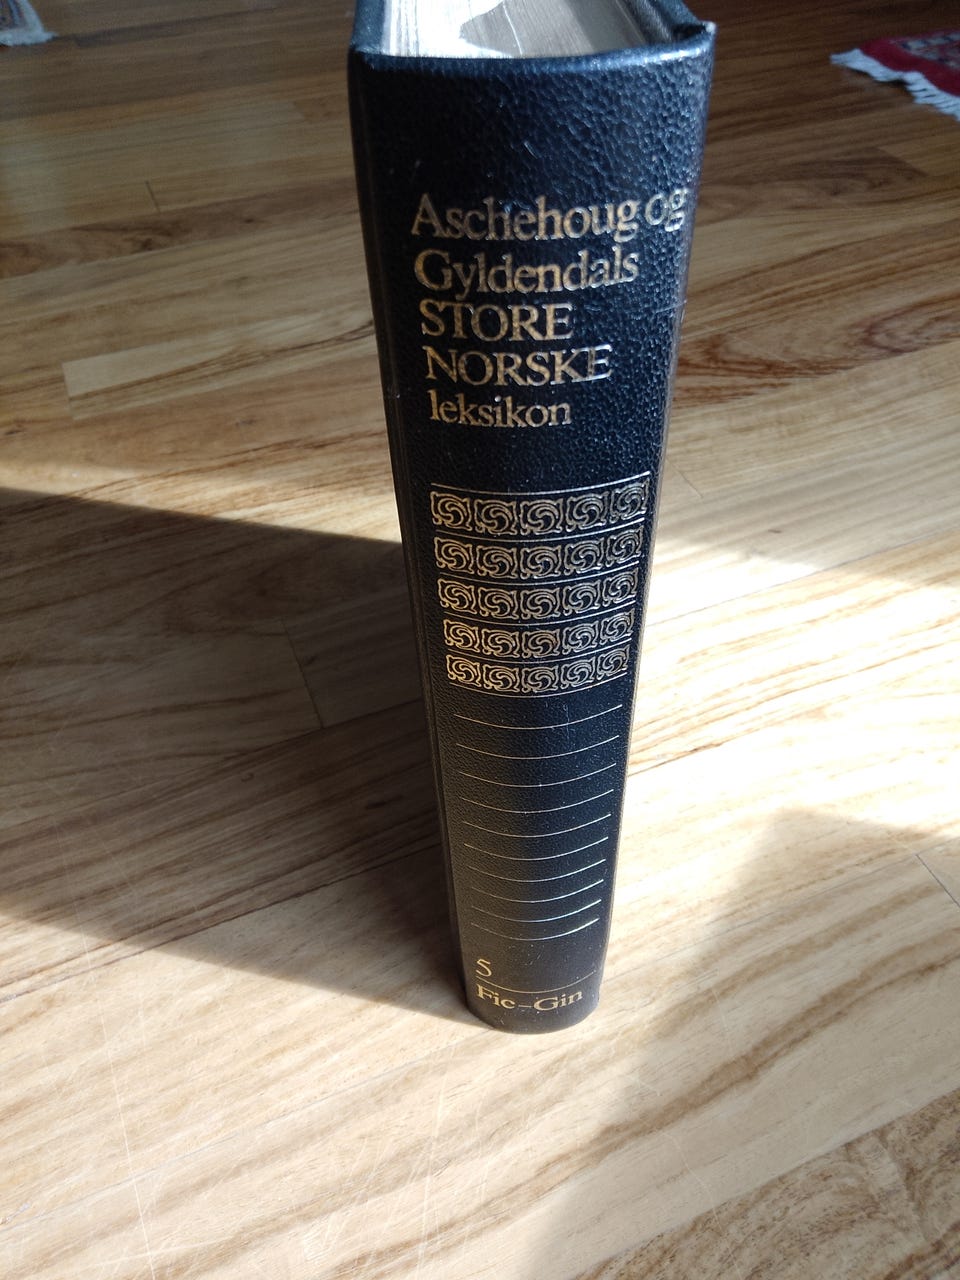 Aschehoug og
Gyldendals
STORE
NORSKE
leksikon
5
Fic-Gin